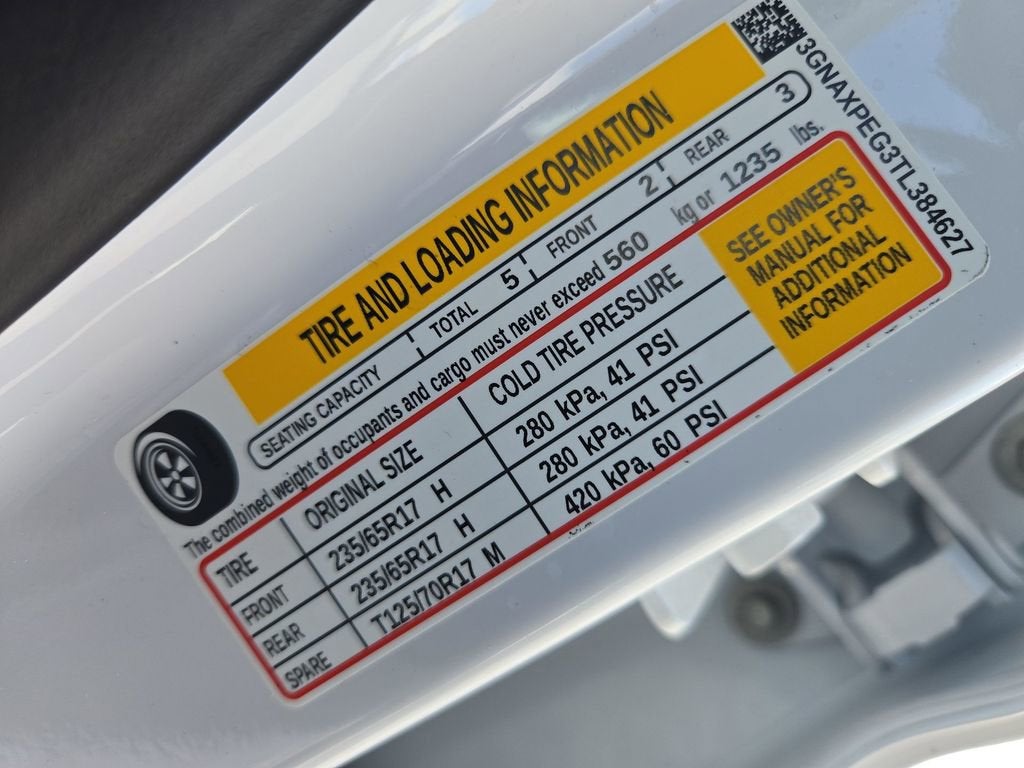 3GNAXPEG3TL384627
TIRE AND LOADING INFORMATION
SEATING CAPACITY TOTAL 5 FRONT 2 REAR 3
The combined weight of occupants and cargo must never exceed 560 kg or 1235 lbs.
TIRE ORIGINAL SIZE COLD TIRE PRESSURE
FRONT 235/65R17 H 280 kPa, 41 PSI
REAR 235/65R17 H 280 kPa, 41 PSI
SPARE T125/70R17 M 420 kPa, 60 PSI
SEE OWNER'S
MANUAL FOR
ADDITIONAL
INFORMATION